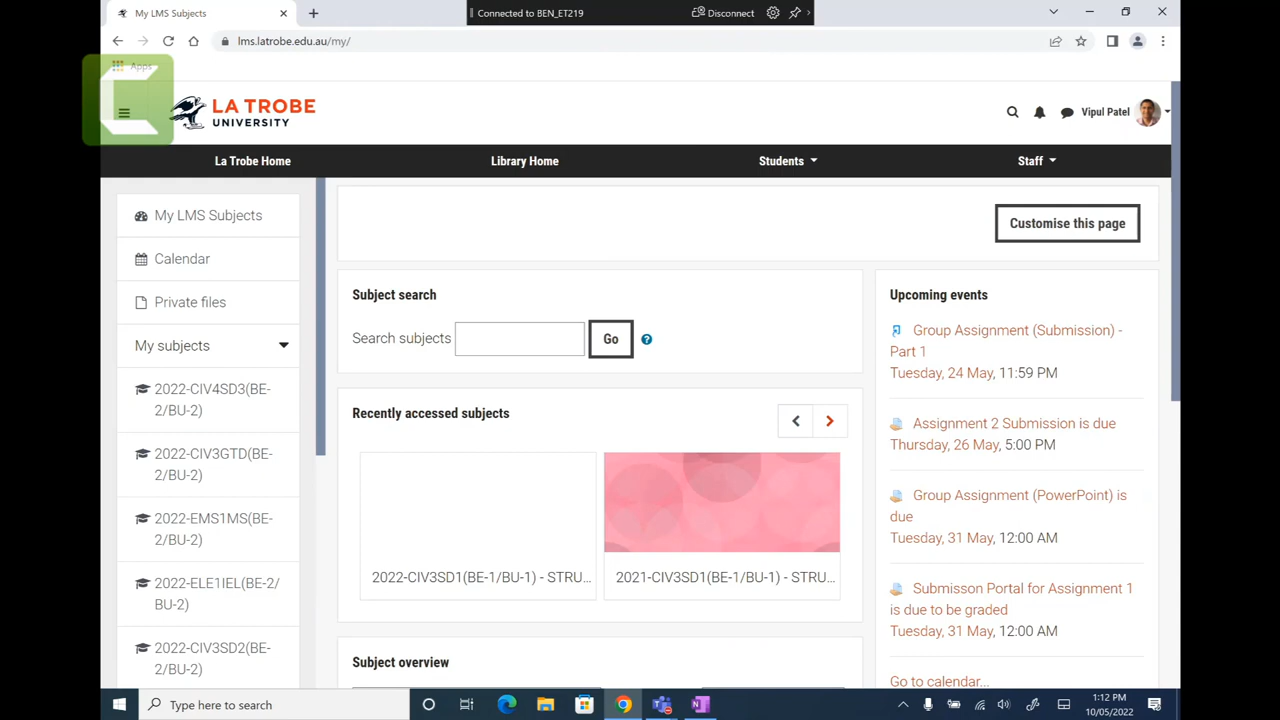 My LMS Subjects
Connected to BEN_ET219
Disconnect
lms.latrobe.edu.au/my/
Apps
LA TROBE
UNIVERSITY
Vipul Patel
La Trobe Home
Library Home
Students
Staff
My LMS Subjects
Calendar
Private files
My subjects
2022-CIV4SD3(BE-
2/BU-2)
2022-CIV3GTD(BE-
2/BU-2)
2022-EMS1MS(BE-
2/BU-2)
2022-ELE1IEL(BE-2/
BU-2)
2022-CIV3SD2(BE-
2/BU-2)
Customise this page
Subject search
Search subjects
Go
Recently accessed subjects
2022-CIV3SD1(BE-1/BU-1) - STRU...
2021-CIV3SD1(BE-1/BU-1) - STRU...
Subject overview
Upcoming events
Group Assignment (Submission) -
Part 1
Tuesday, 24 May, 11:59 PM
Assignment 2 Submission is due
Thursday, 26 May, 5:00 PM
Group Assignment (PowerPoint) is
due
Tuesday, 31 May, 12:00 AM
Submisson Portal for Assignment 1
is due to be graded
Tuesday, 31 May, 12:00 AM
Go to calendar...
Type here to search
1:12 PM
10/05/2022